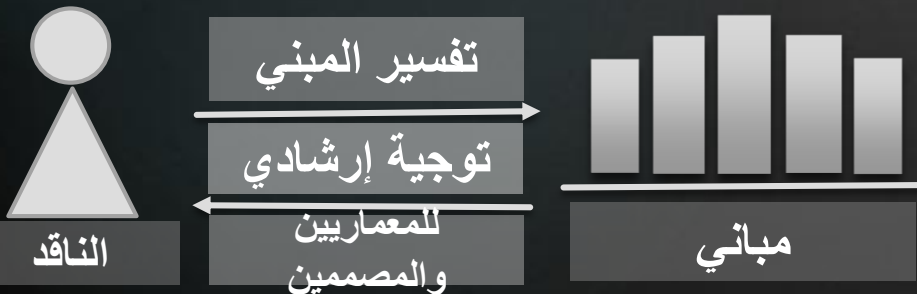 تفسير المبني
توجية إرشادي
للمعماريين
والمصممين
الناقد
مباني